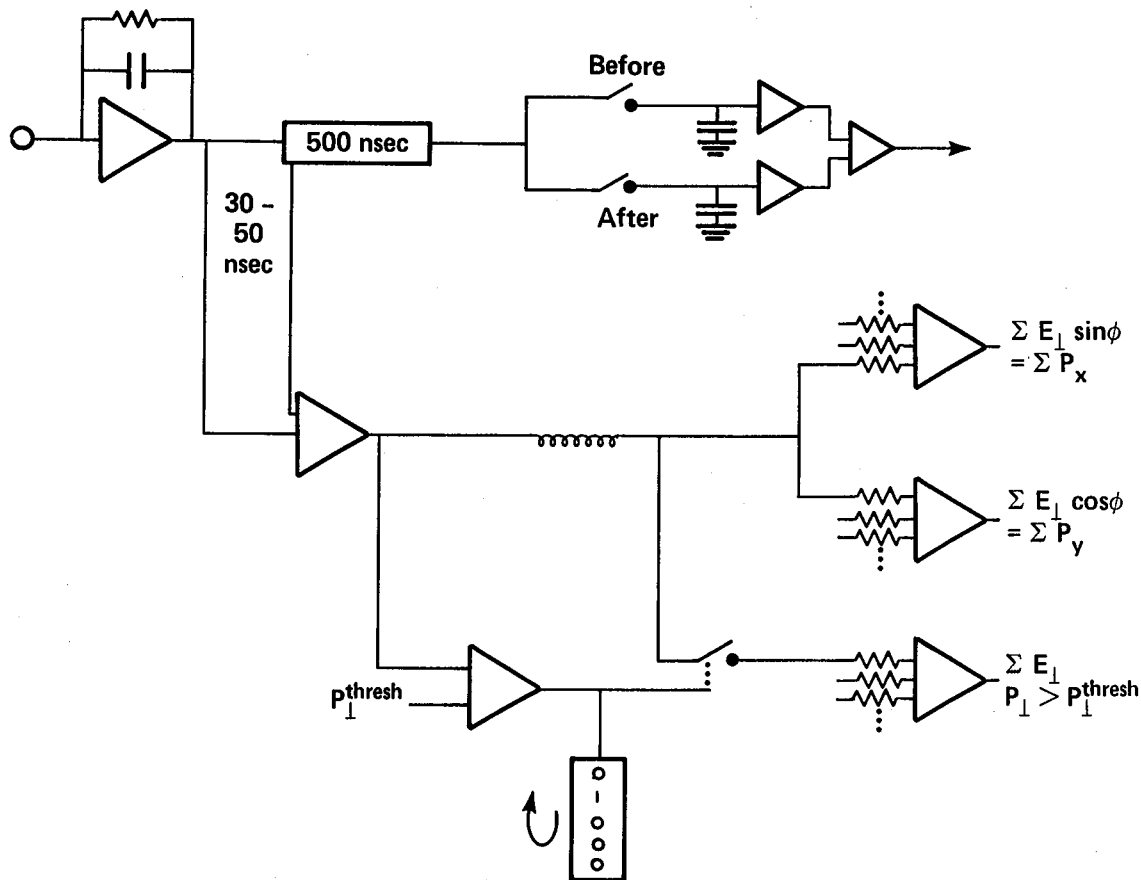 Before
500 nsec
After
30 –
50
nsec
Σ E⊥ sinϕ
= Σ Px
Σ E⊥ cosϕ
= Σ Py
P⊥thresh
Σ E⊥
P⊥ > P⊥thresh